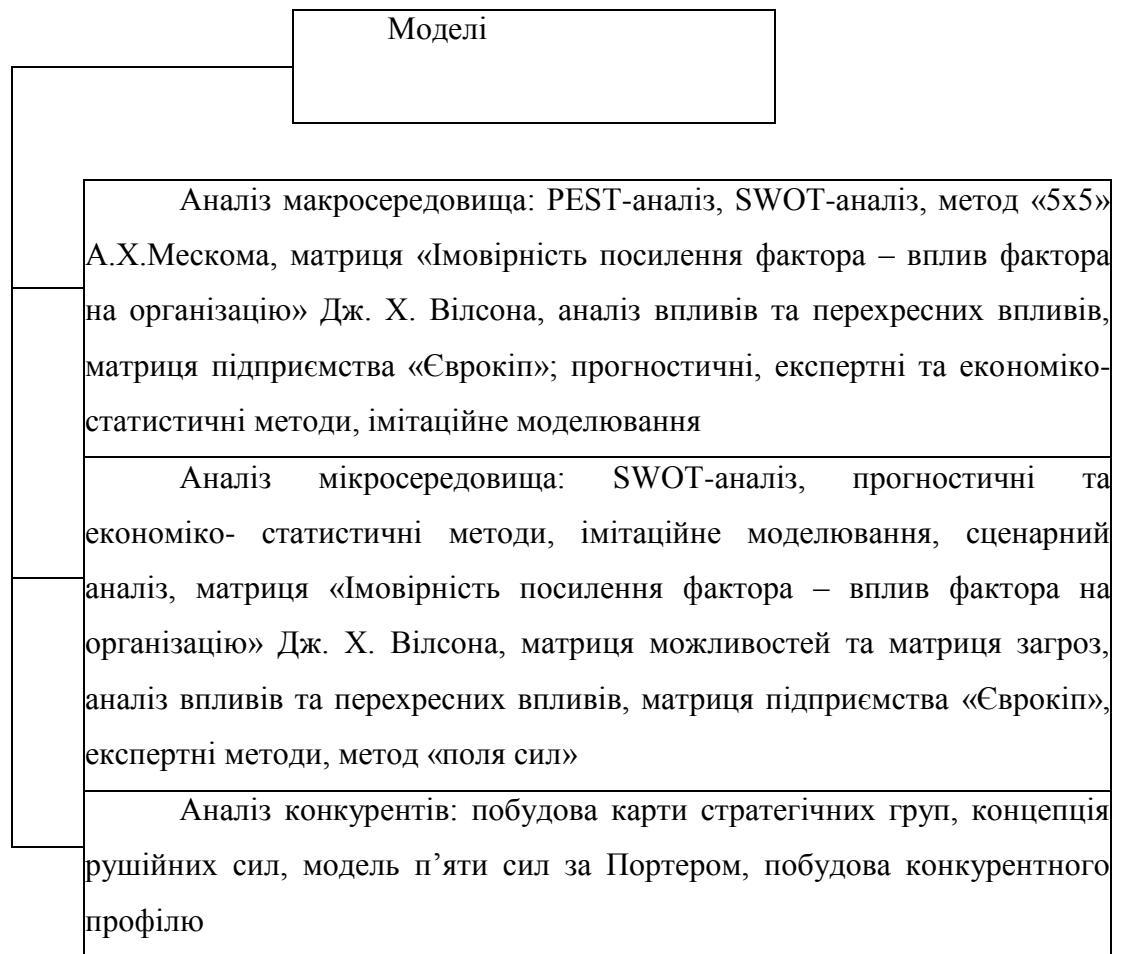 Моделі
Аналіз макросередовища: PEST-аналіз, SWOT-аналіз, метод «5х5»
А.Х.Мескома, матриця «Імовірність посилення фактора – вплив фактора
на організацію» Дж. Х. Вілсона, аналіз впливів та перехресних впливів,
матриця підприємства «Єврокіп»; прогностичні, експертні та економіко-
статистичні методи, імітаційне моделювання
Аналіз мікросередовища: SWOT-аналіз, прогностичні та
економіко- статистичні методи, імітаційне моделювання, сценарний
аналіз, матриця «Імовірність посилення фактора – вплив фактора на
організацію» Дж. Х. Вілсона, матриця можливостей та матриця загроз,
аналіз впливів та перехресних впливів, матриця підприємства «Єврокіп»,
експертні методи, метод «поля сил»
Аналіз конкурентів: побудова карти стратегічних груп, концепція
рушійних сил, модель п’яти сил за Портером, побудова конкурентного
профілю